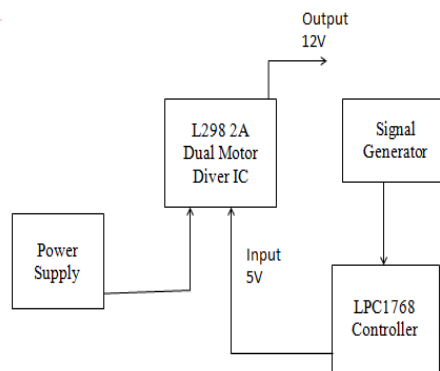 Output
12V
L298 2A
Dual Motor
Diver IC
Signal
Generator
Power
Supply
Input
5V
LPC1768
Controller